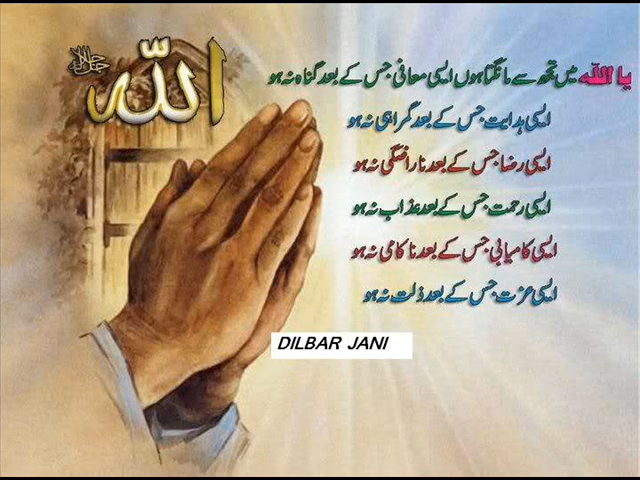 الله جل جلالہ
یا اللہ میں تجھ سے مانگتا ہوں ایسی معافی جس کے بعد گناہ نہ ہو
ایسی ہدایت جس کے بعد گمراہی نہ ہو
ایسی رضا جس کے بعد ناراضگی نہ ہو
ایسی رحمت جس کے بعد عذاب نہ ہو
ایسی کامیابی جس کے بعد ناکامی نہ ہو
ایسی عزت جس کے بعد ذلت نہ ہو
DILBAR JANI